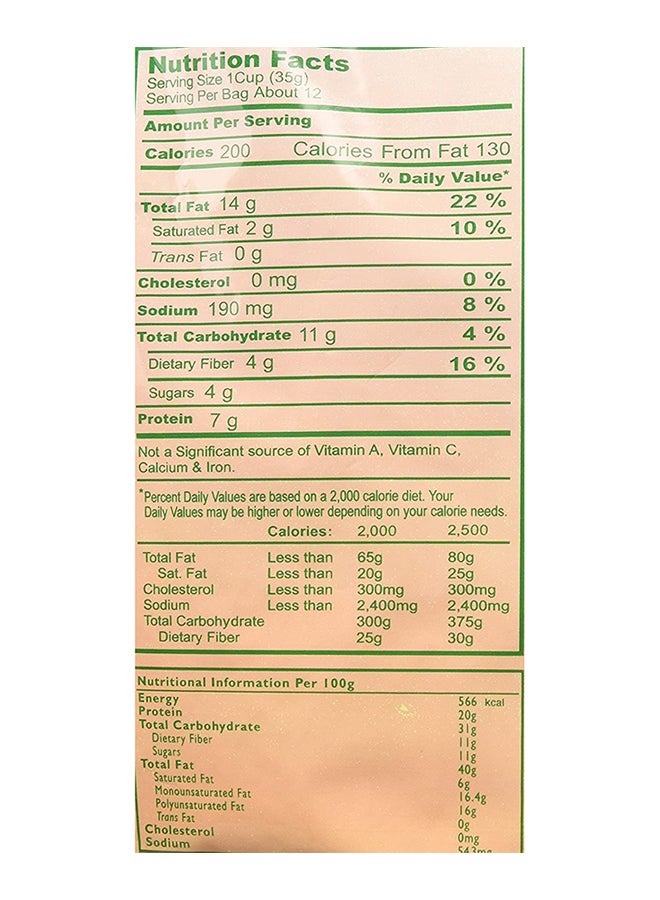 Nutrition Facts
Serving Size 1Cup (35g)
Serving Per Bag About 12
Amount Per Serving
Calories 200 Calories From Fat 130
% Daily Value*
Total Fat 14 g 22 %
Saturated Fat 2 g 10 %
Trans Fat 0 g
Cholesterol 0 mg 0 %
Sodium 190 mg 8 %
Total Carbohydrate 11 g 4 %
Dietary Fiber 4 g 16 %
Sugars 4 g
Protein 7 g
Not a Significant source of Vitamin A, Vitamin C,
Calcium & Iron.
*Percent Daily Values are based on a 2,000 calorie diet. Your
Daily Values may be higher or lower depending on your calorie needs.
Calories: 2,000 2,500
Total Fat Less than 65g 80g
Sat. Fat Less than 20g 25g
Cholesterol Less than 300mg 300mg
Sodium Less than 2,400mg 2,400mg
Total Carbohydrate 300g 375g
Dietary Fiber 25g 30g
Nutritional Information Per 100g
Energy 566 kcal
Protein 20g
Total Carbohydrate 31g
Dietary Fiber 11g
Sugars 11g
Total Fat 40g
Saturated Fat 6g
Monounsaturated Fat 16.4g
Polyunsaturated Fat 16g
Trans Fat 0g
Cholesterol 0mg
Sodium 543mg